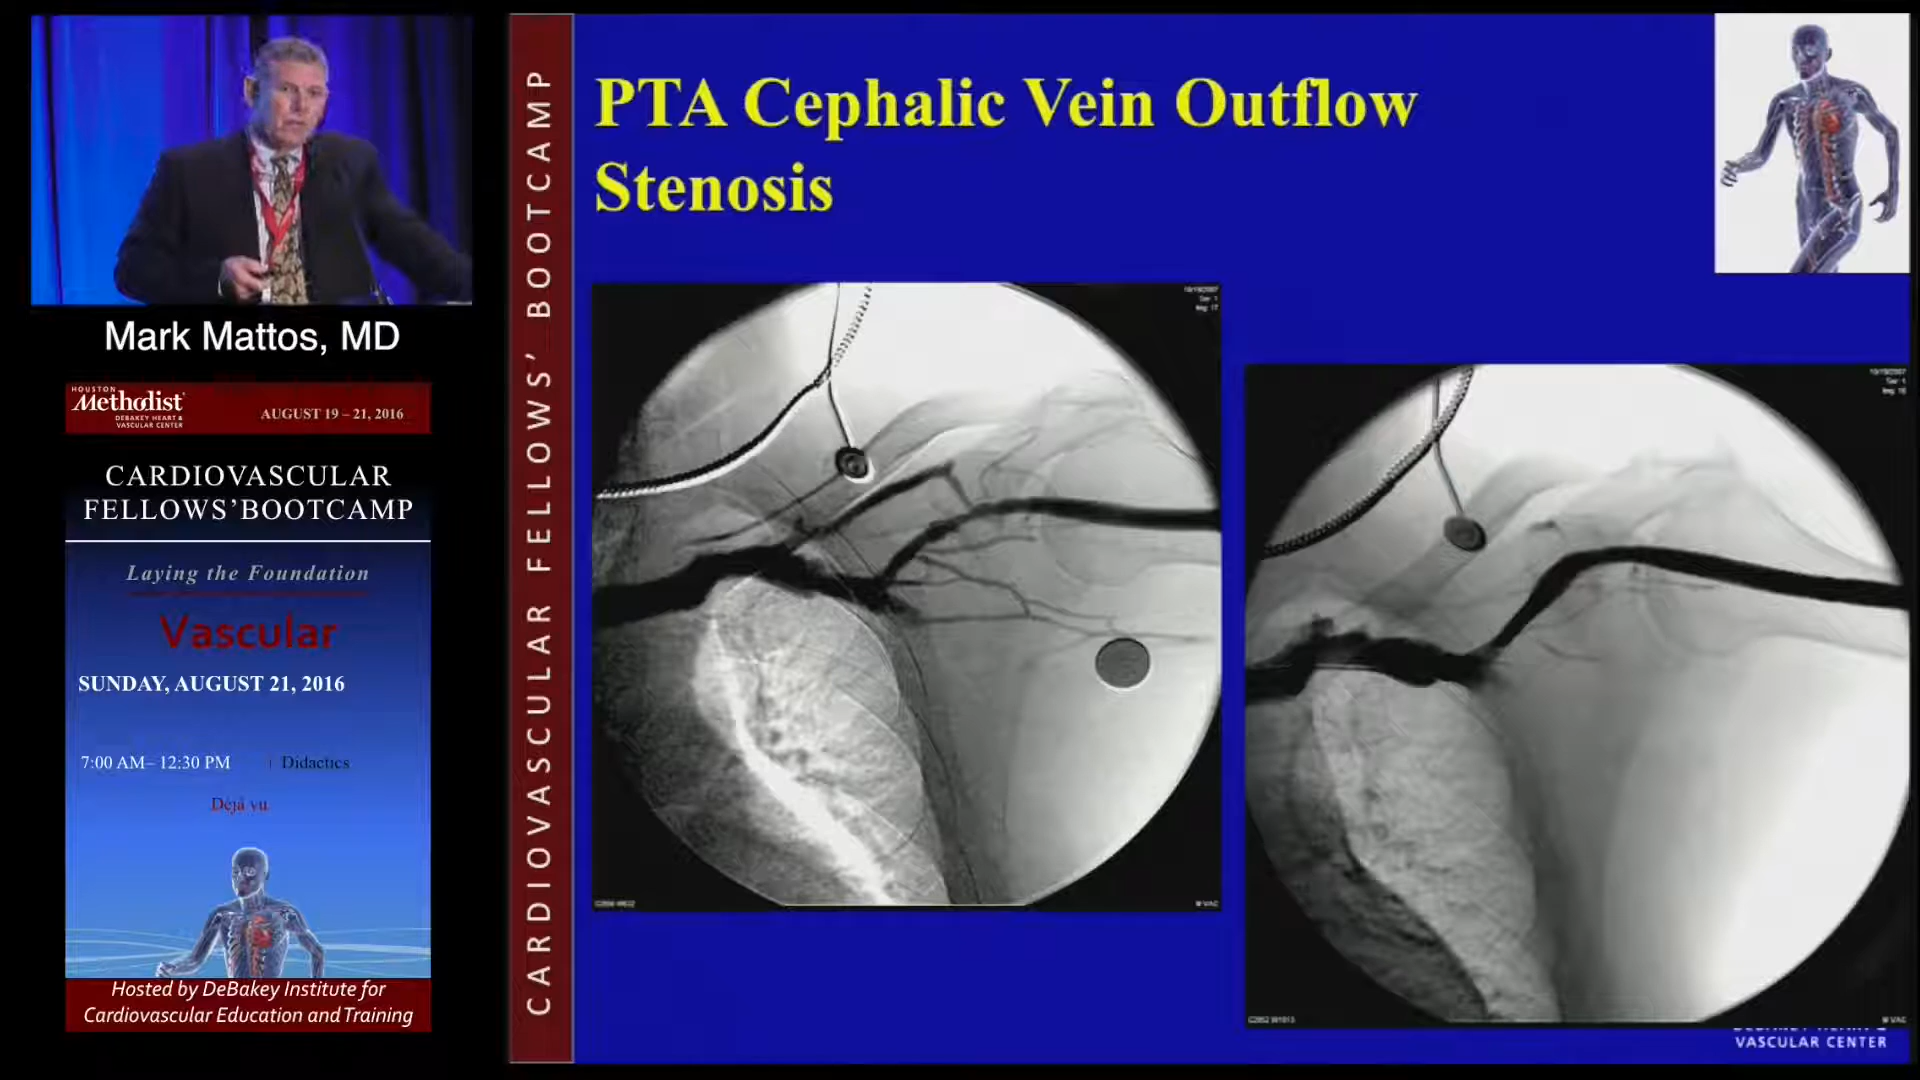 PTA Cephalic Vein Outflow
Stenosis
CARDIOVASCULAR FELLOWS' BOOTCAMP
Mark Mattos, MD
HOUSTON
Methodist
DEBAKEY HEART &
VASCULAR CENTER
AUGUST 19 – 21, 2016
CARDIOVASCULAR
FELLOWS'BOOTCAMP
Laying the Foundation
Vascular
SUNDAY, AUGUST 21, 2016
7:00 AM– 12:30 PM
Didactics
Déjà vu
Hosted by DeBakey Institute for
Cardiovascular Education and Training
VASCULAR CENTER